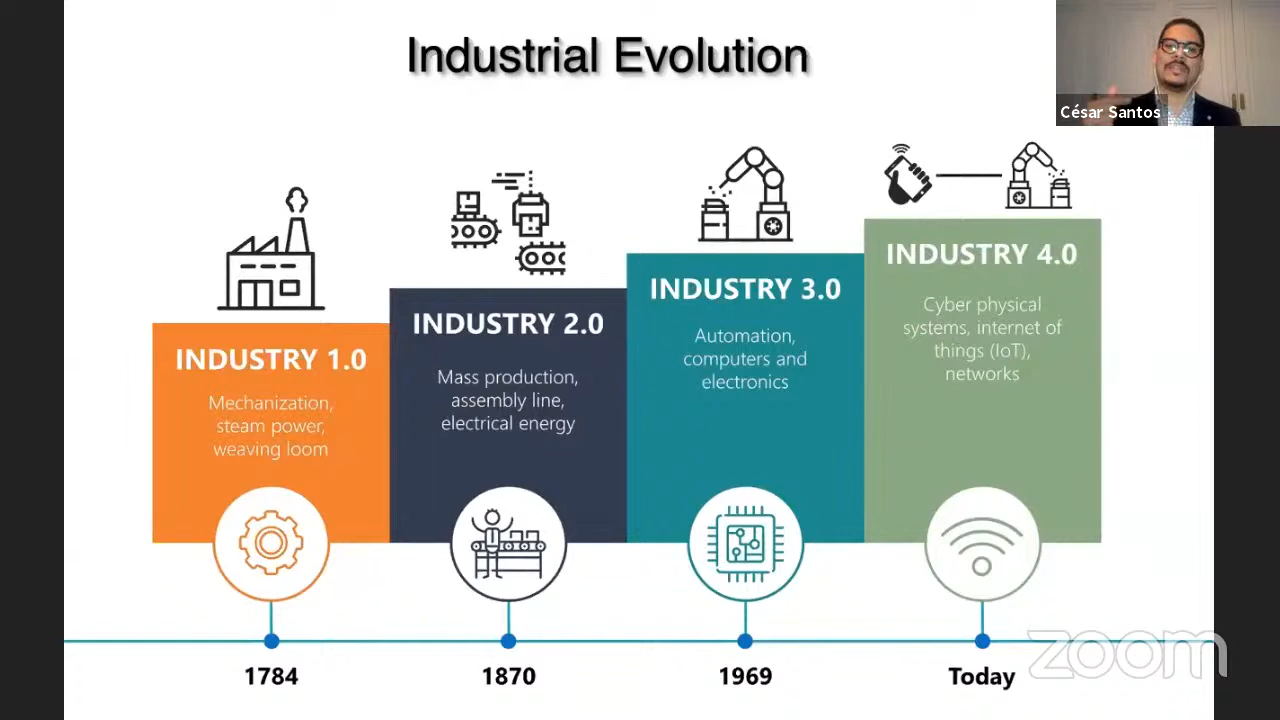 Industrial Evolution
César Santos
INDUSTRY 1.0
Mechanization,
steam power,
weaving loom
INDUSTRY 2.0
Mass production,
assembly line,
electrical energy
INDUSTRY 3.0
Automation,
computers and
electronics
INDUSTRY 4.0
Cyber physical
systems, internet of
things (IoT),
networks
1784
1870
1969
Today
zoom